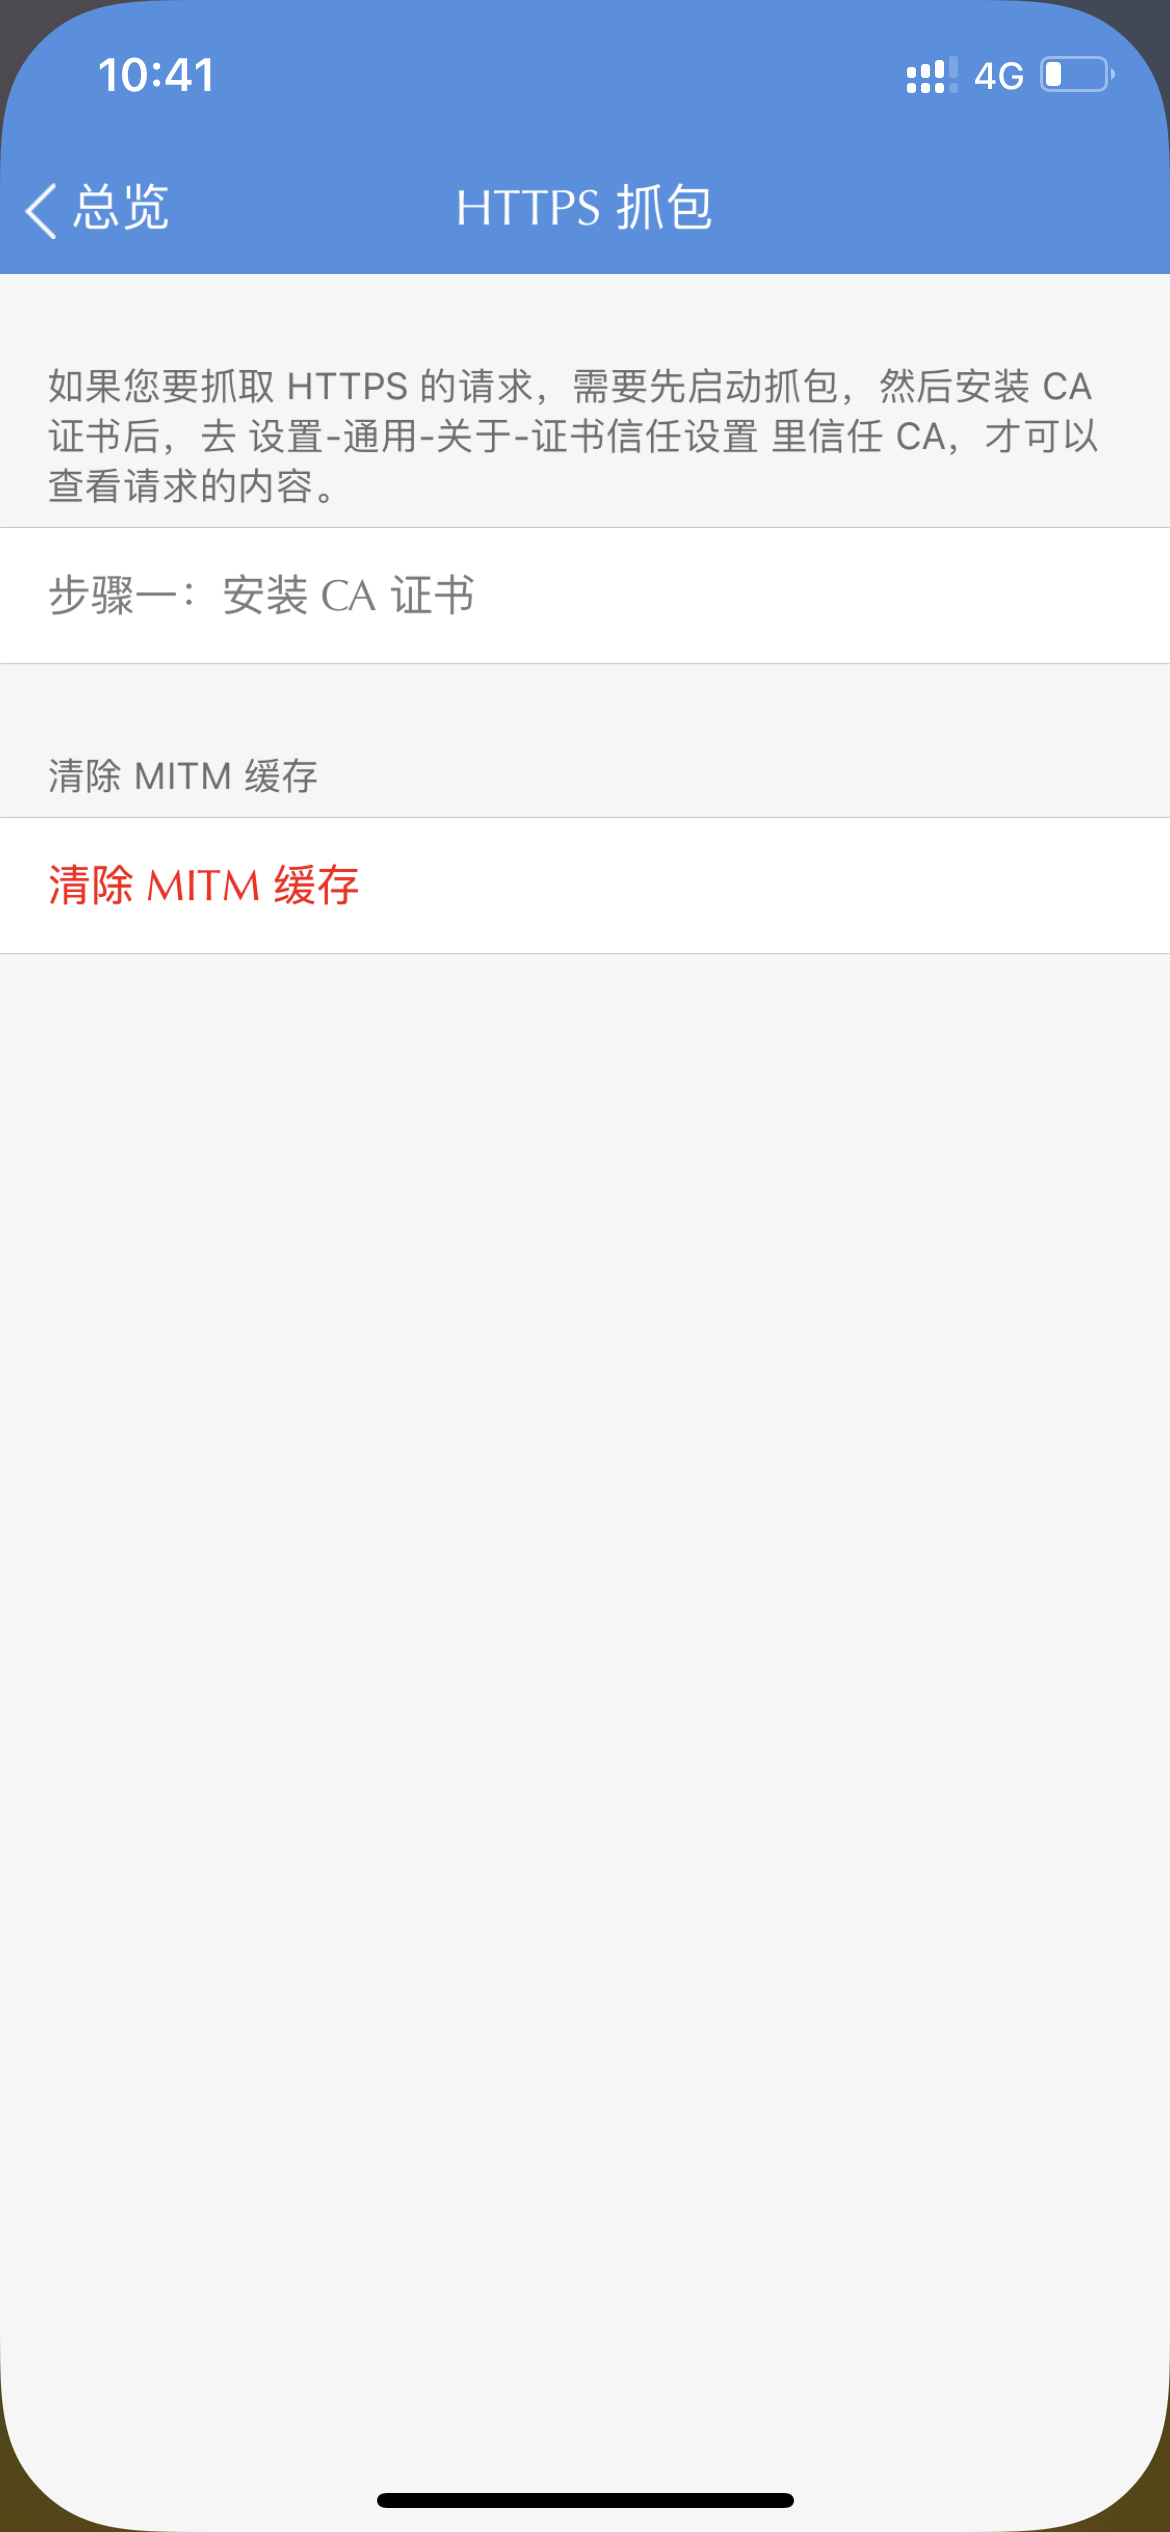 10:41
4G
总览
HTTPS 抓包
如果您要抓取 HTTPS 的请求，需要先启动抓包，然后安装 CA
证书后，去 设置-通用-关于-证书信任设置 里信任 CA，才可以
查看请求的内容。
步骤一：安装 CA 证书
清除 MITM 缓存
清除 MITM 缓存